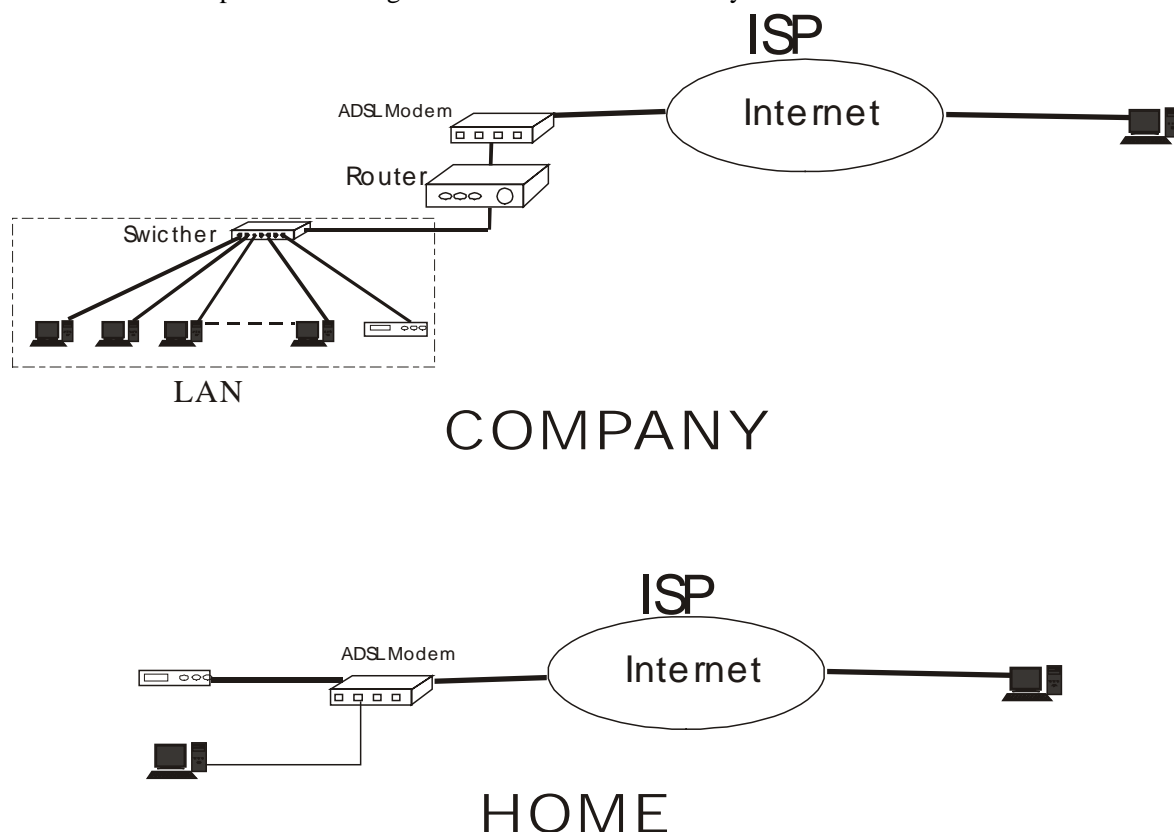 ISP
Internet
ADSL Modem
Router
Swicther
LAN
COMPANY
ISP
ADSL Modem
Internet
HOME